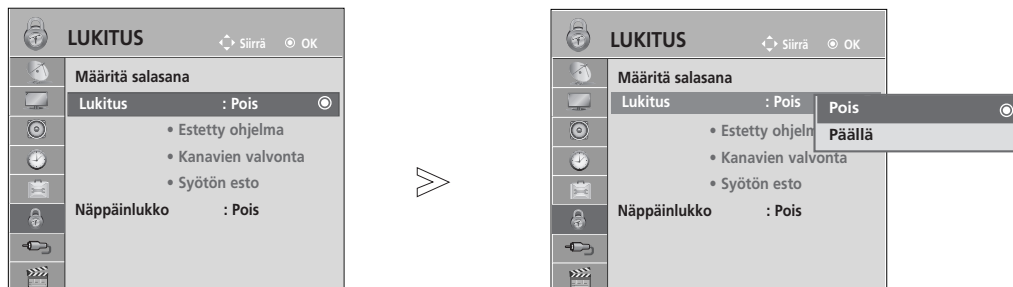 LUKITUS
Siirrä OK
Määritä salasana
Lukitus : Pois
• Estetty ohjelma
• Kanavien valvonta
• Syötön esto
Näppäinlukko : Pois
LUKITUS
Siirrä OK
Määritä salasana
Lukitus : Pois
Pois
Päällä
• Estetty ohjelm
• Kanavien valvonta
• Syötön esto
Näppäinlukko : Pois